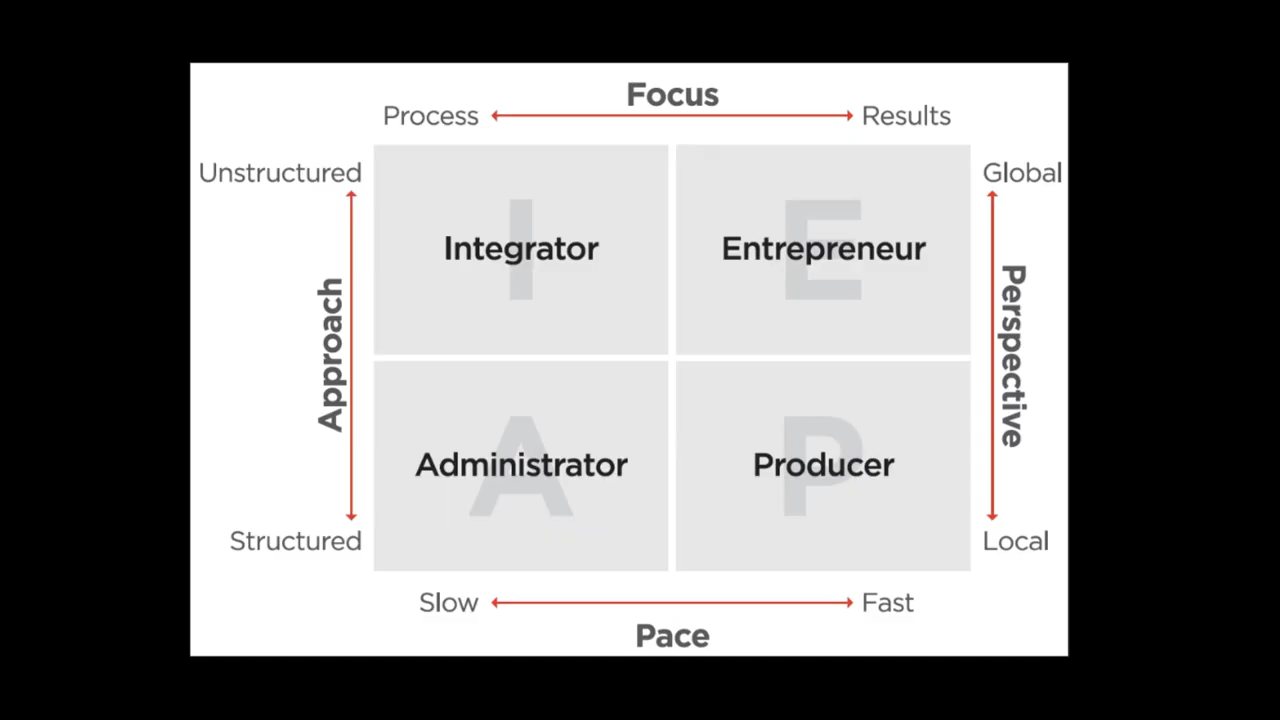 Focus
Process
Results
Unstructured
Global
I
Integrator
E
Entrepreneur
Approach
Perspective
A
Administrator
P
Producer
Structured
Local
Slow
Fast
Pace